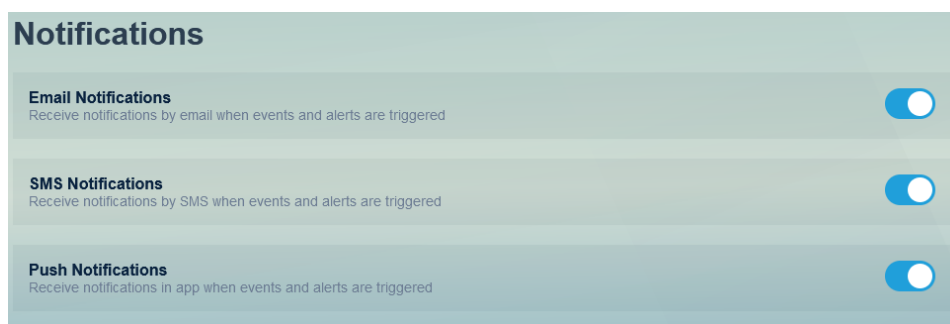 Notifications
Email Notifications
Receive notifications by email when events and alerts are triggered
SMS Notifications
Receive notifications by SMS when events and alerts are triggered
Push Notifications
Receive notifications in app when events and alerts are triggered